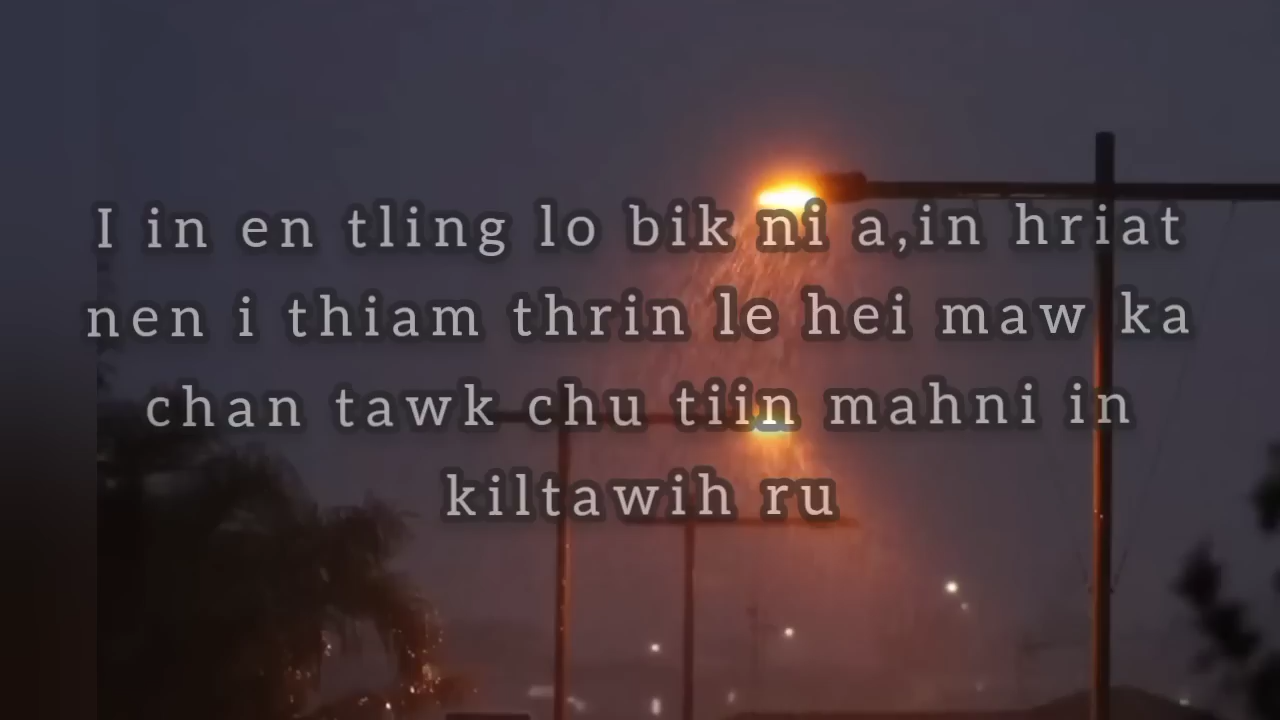 I in en tling lo bik ni a,in hriat
nen i thiam thrin le hei maw ka
chan tawk chu tiin mahni in
kiltawih ru